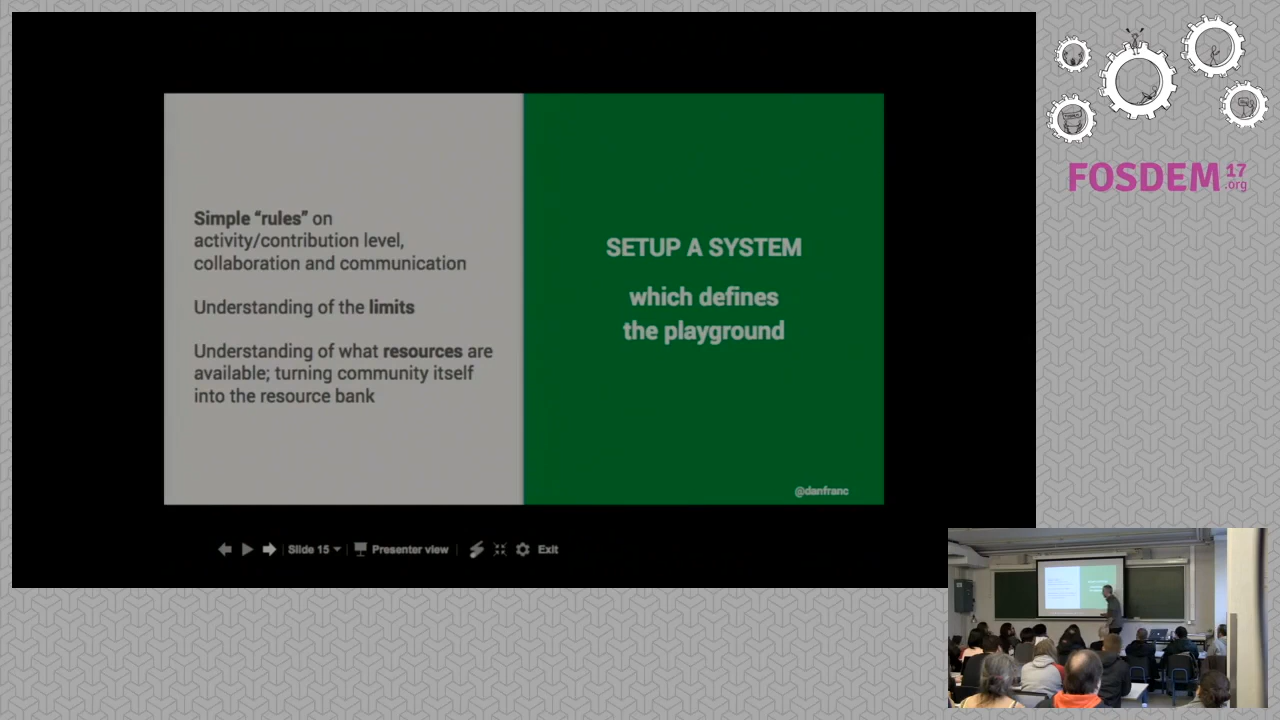 Simple “rules” on
activity/contribution level,
collaboration and communication
Understanding of the limits
Understanding of what resources are
available; turning community itself
into the resource bank
SETUP A SYSTEM
which defines
the playground
@danfranc
Slide 15
Presenter view
Exit
FOSDEM 17
.org